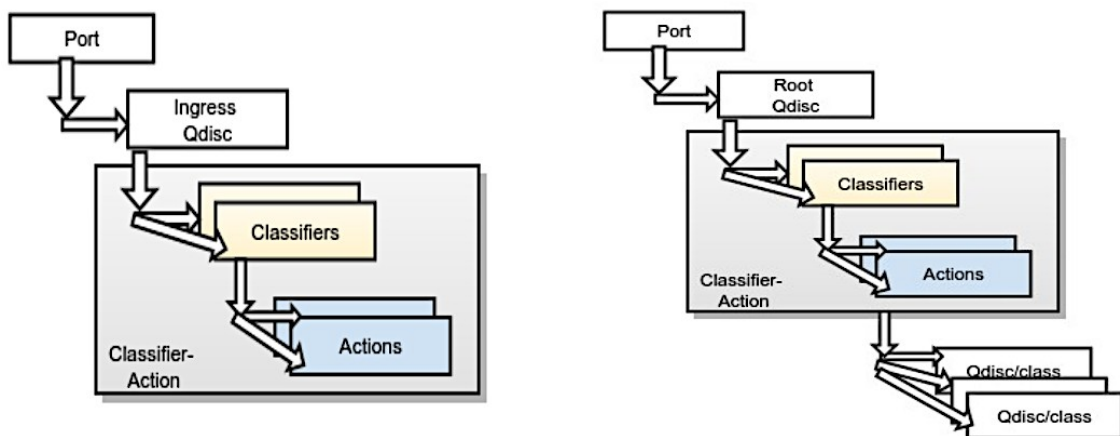 Port
Ingress
Qdisc
Classifiers
Actions
Classifier-
Action
Port
Root
Qdisc
Classifiers
Actions
Classifier-
Action
Qdisc/class
Qdisc/class